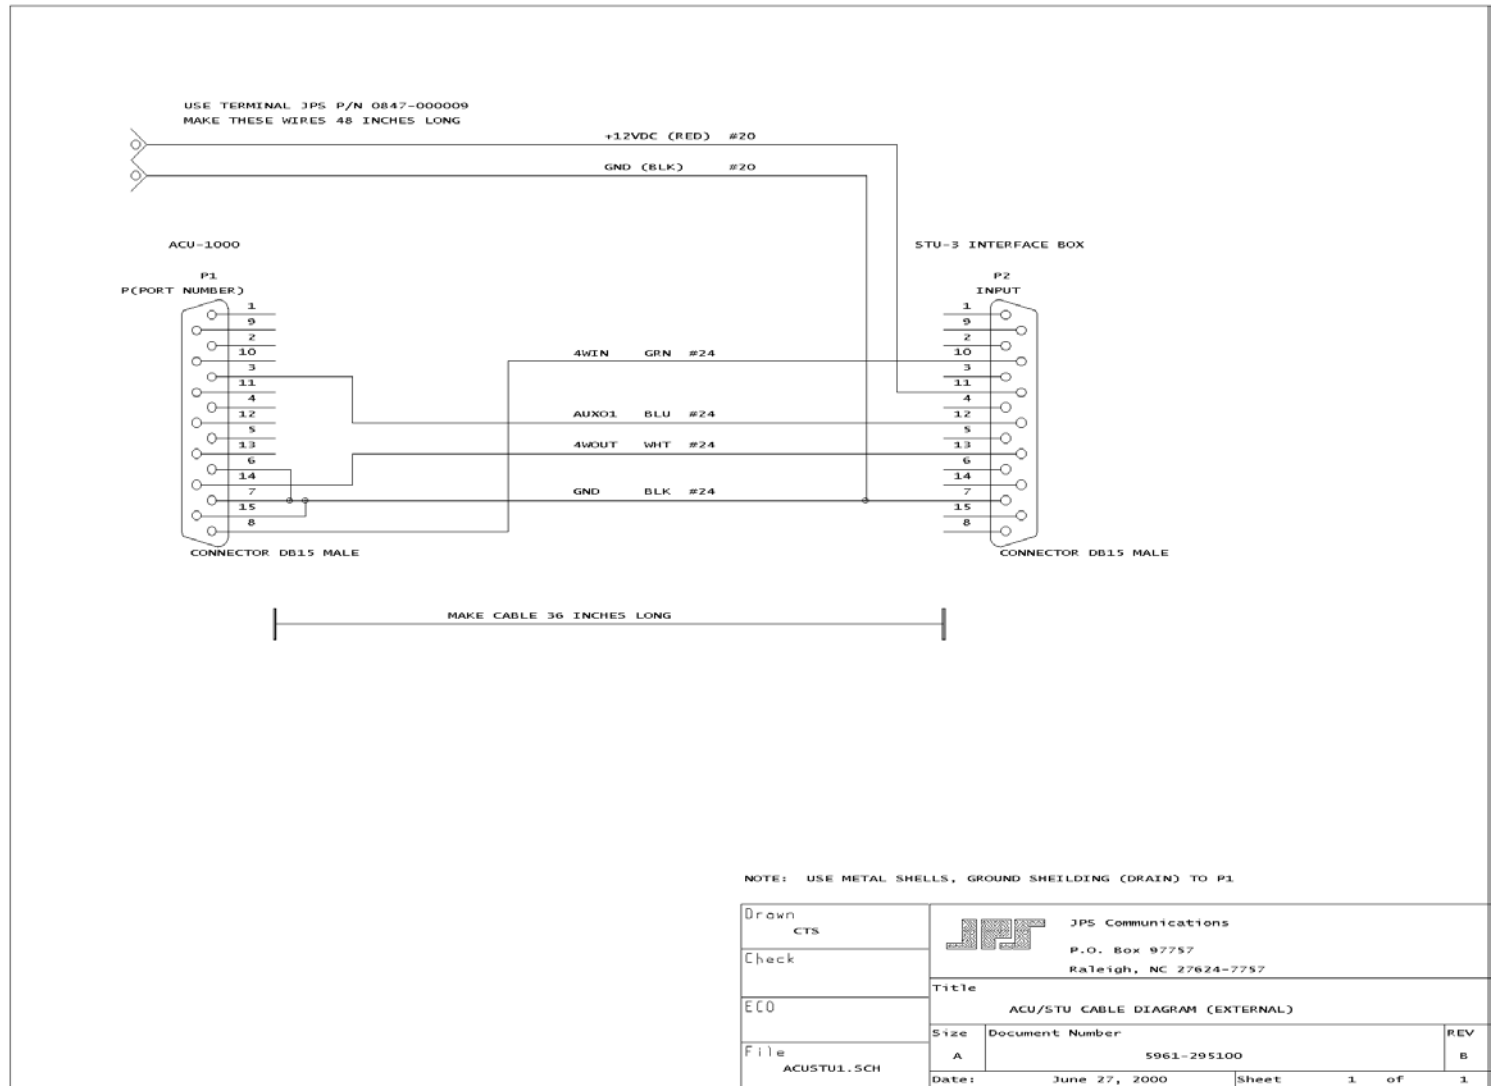 USE TERMINAL JPS P/N 0847-000009
MAKE THESE WIRES 48 INCHES LONG
+12VDC (RED) #20
GND (BLK) #20
ACU-1000
STU-3 INTERFACE BOX
P1
P(PORT NUMBER)
P2
INPUT
1
9
2
10
3
11
4
12
5
13
6
14
7
15
8
4WIN GRN #24
AUXO1 BLU #24
4WOUT WHT #24
GND BLK #24
1
9
2
10
3
11
4
12
5
13
6
14
7
15
8
CONNECTOR DB15 MALE
CONNECTOR DB15 MALE
MAKE CABLE 36 INCHES LONG
NOTE: USE METAL SHELLS, GROUND SHEILDING (DRAIN) TO P1
Drawn
CTS
Check
ECO
File
ACUSTU1.SCH
JPS
JPS Communications
P.O. Box 97757
Raleigh, NC 27624-7757
Title
ACU/STU CABLE DIAGRAM (EXTERNAL)
Size Document Number REV
A 5961-295100 B
Date: June 27, 2000 Sheet 1 of 1